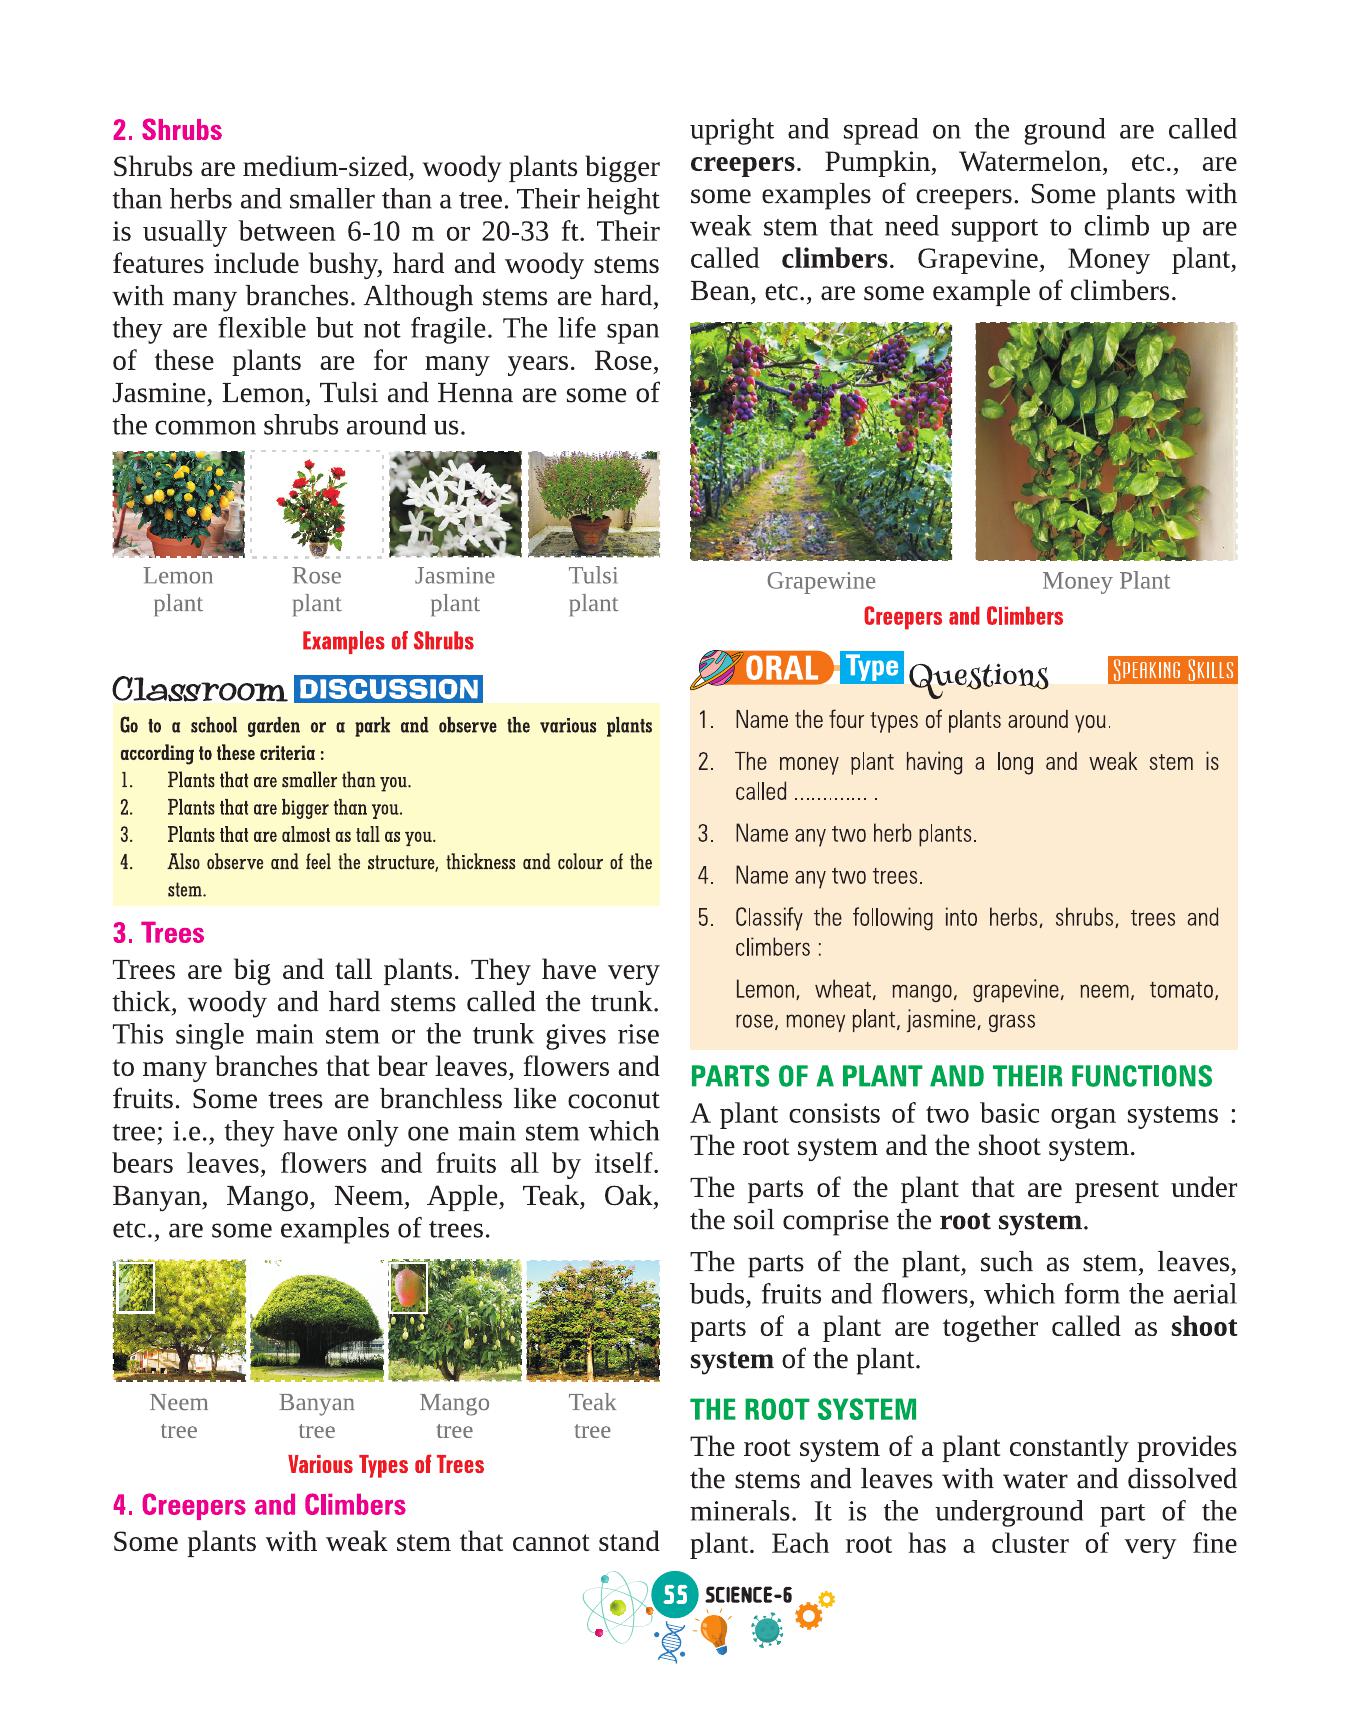 2. Shrubs
Shrubs are medium-sized, woody plants bigger
than herbs and smaller than a tree. Their height
is usually between 6-10 m or 20-33 ft. Their
features include bushy, hard and woody stems
with many branches. Although stems are hard,
they are flexible but not fragile. The life span
of these plants are for many years. Rose,
Jasmine, Lemon, Tulsi and Henna are some of
the common shrubs around us.
Lemon plant
Rose plant
Jasmine plant
Tulsi plant
Examples of Shrubs
Classroom DISCUSSION
Go to a school garden or a park and observe the various plants
according to these criteria :
1. Plants that are smaller than you.
2. Plants that are bigger than you.
3. Plants that are almost as tall as you.
4. Also observe and feel the structure, thickness and colour of the
stem.
3. Trees
Trees are big and tall plants. They have very
thick, woody and hard stems called the trunk.
This single main stem or the trunk gives rise
to many branches that bear leaves, flowers and
fruits. Some trees are branchless like coconut
tree; i.e., they have only one main stem which
bears leaves, flowers and fruits all by itself.
Banyan, Mango, Neem, Apple, Teak, Oak,
etc., are some examples of trees.
Neem tree
Banyan tree
Mango tree
Teak tree
Various Types of Trees
4. Creepers and Climbers
Some plants with weak stem that cannot stand
upright and spread on the ground are called
creepers. Pumpkin, Watermelon, etc., are
some examples of creepers. Some plants with
weak stem that need support to climb up are
called climbers. Grapevine, Money plant,
Bean, etc., are some example of climbers.
Grapewine
Money Plant
Creepers and Climbers
ORAL Type Questions
SPEAKING SKILLS
1. Name the four types of plants around you.
2. The money plant having a long and weak stem is
called ............. .
3. Name any two herb plants.
4. Name any two trees.
5. Classify the following into herbs, shrubs, trees and
climbers :
Lemon, wheat, mango, grapevine, neem, tomato,
rose, money plant, jasmine, grass
PARTS OF A PLANT AND THEIR FUNCTIONS
A plant consists of two basic organ systems :
The root system and the shoot system.
The parts of the plant that are present under
the soil comprise the root system.
The parts of the plant, such as stem, leaves,
buds, fruits and flowers, which form the aerial
parts of a plant are together called as shoot
system of the plant.
THE ROOT SYSTEM
The root system of a plant constantly provides
the stems and leaves with water and dissolved
minerals. It is the underground part of the
plant. Each root has a cluster of very fine
55 SCIENCE-6